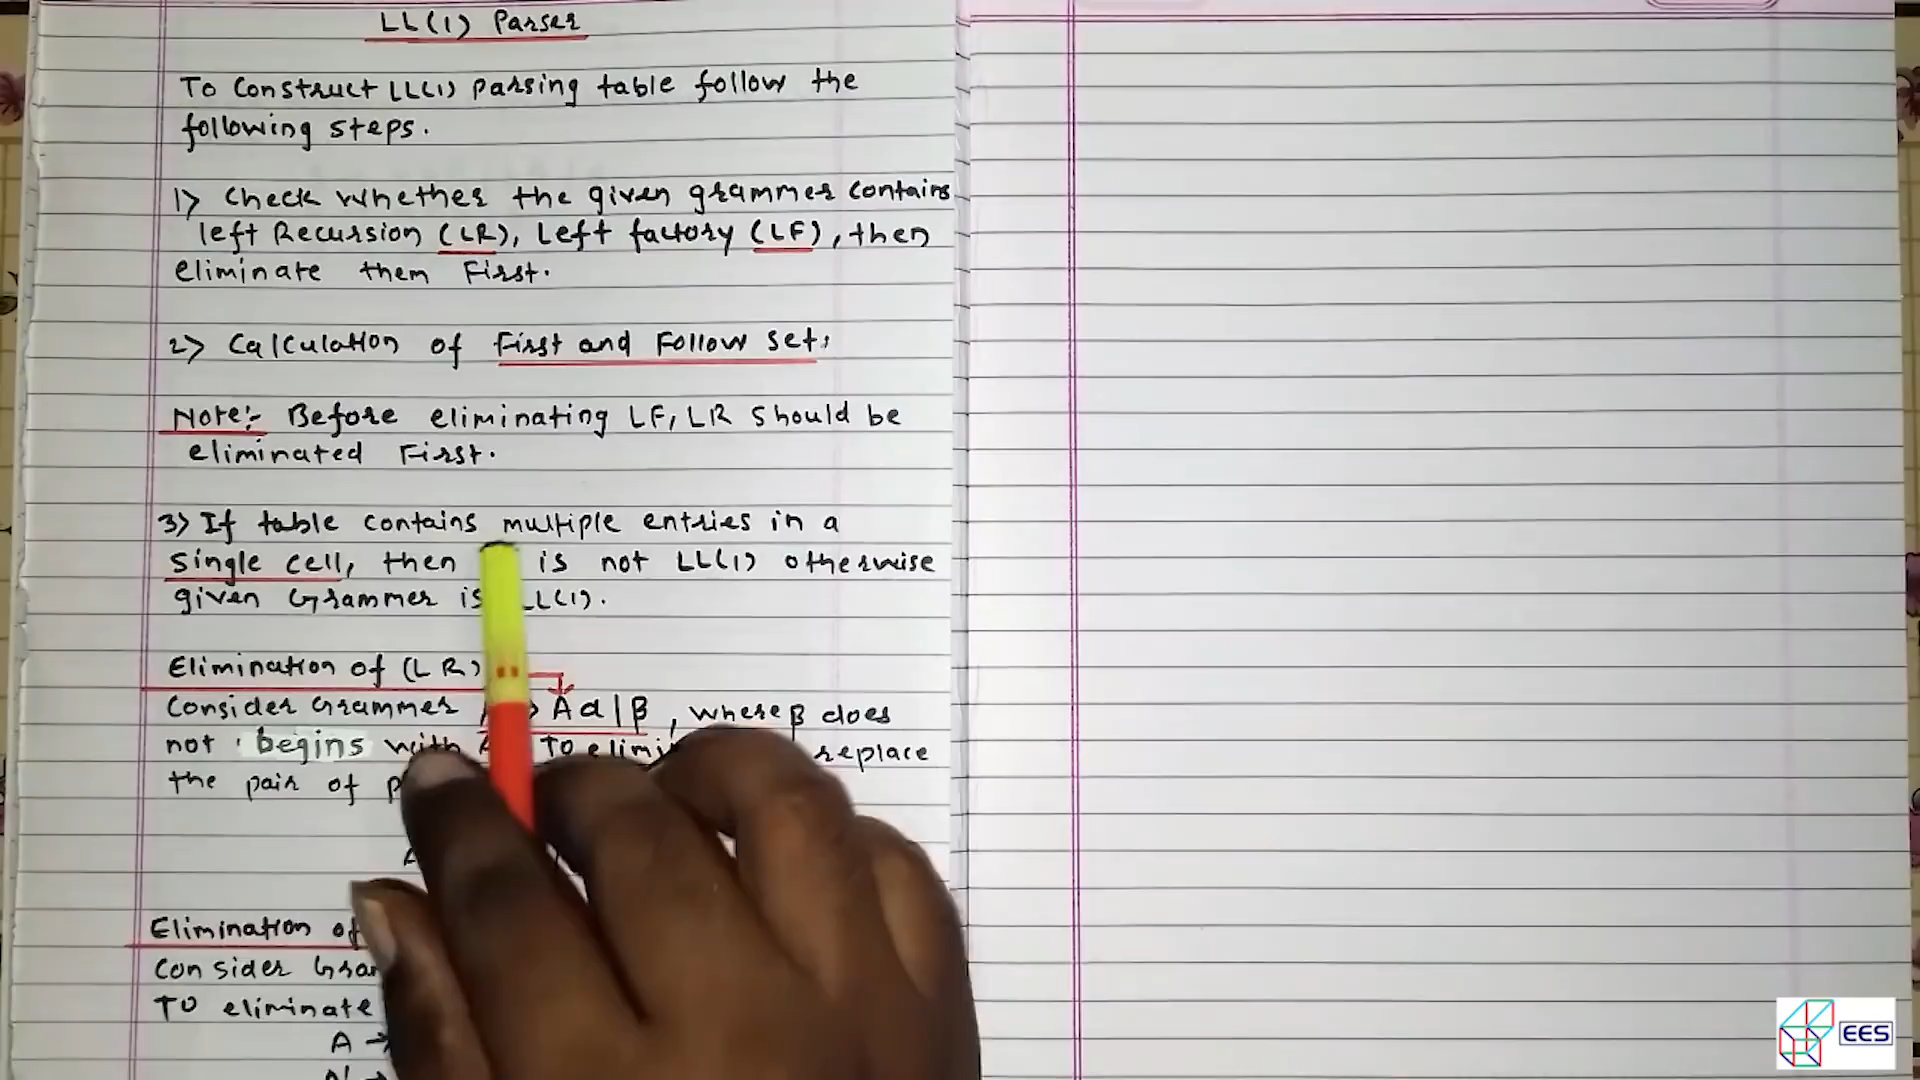 LL(1) Parser
To Construct LL(1) parsing table follow the
following steps.
1> Check whether the given grammer contains
left Recursion (LR), Left factory (LF), then
eliminate them First.
2> Calculation of First and Follow set.
Note:- Before eliminating LF, LR should be
eliminated First.
3> If table contains multiple entries in a
single cell, then is not LL(1) otherwise
given Grammer is LL(1).
Elimination of (LR)
Consider Grammer > Aα|β, where β does
not begins with To replace
the pair of
Elimination of
Consider
To eliminate
A →
A' →
EES